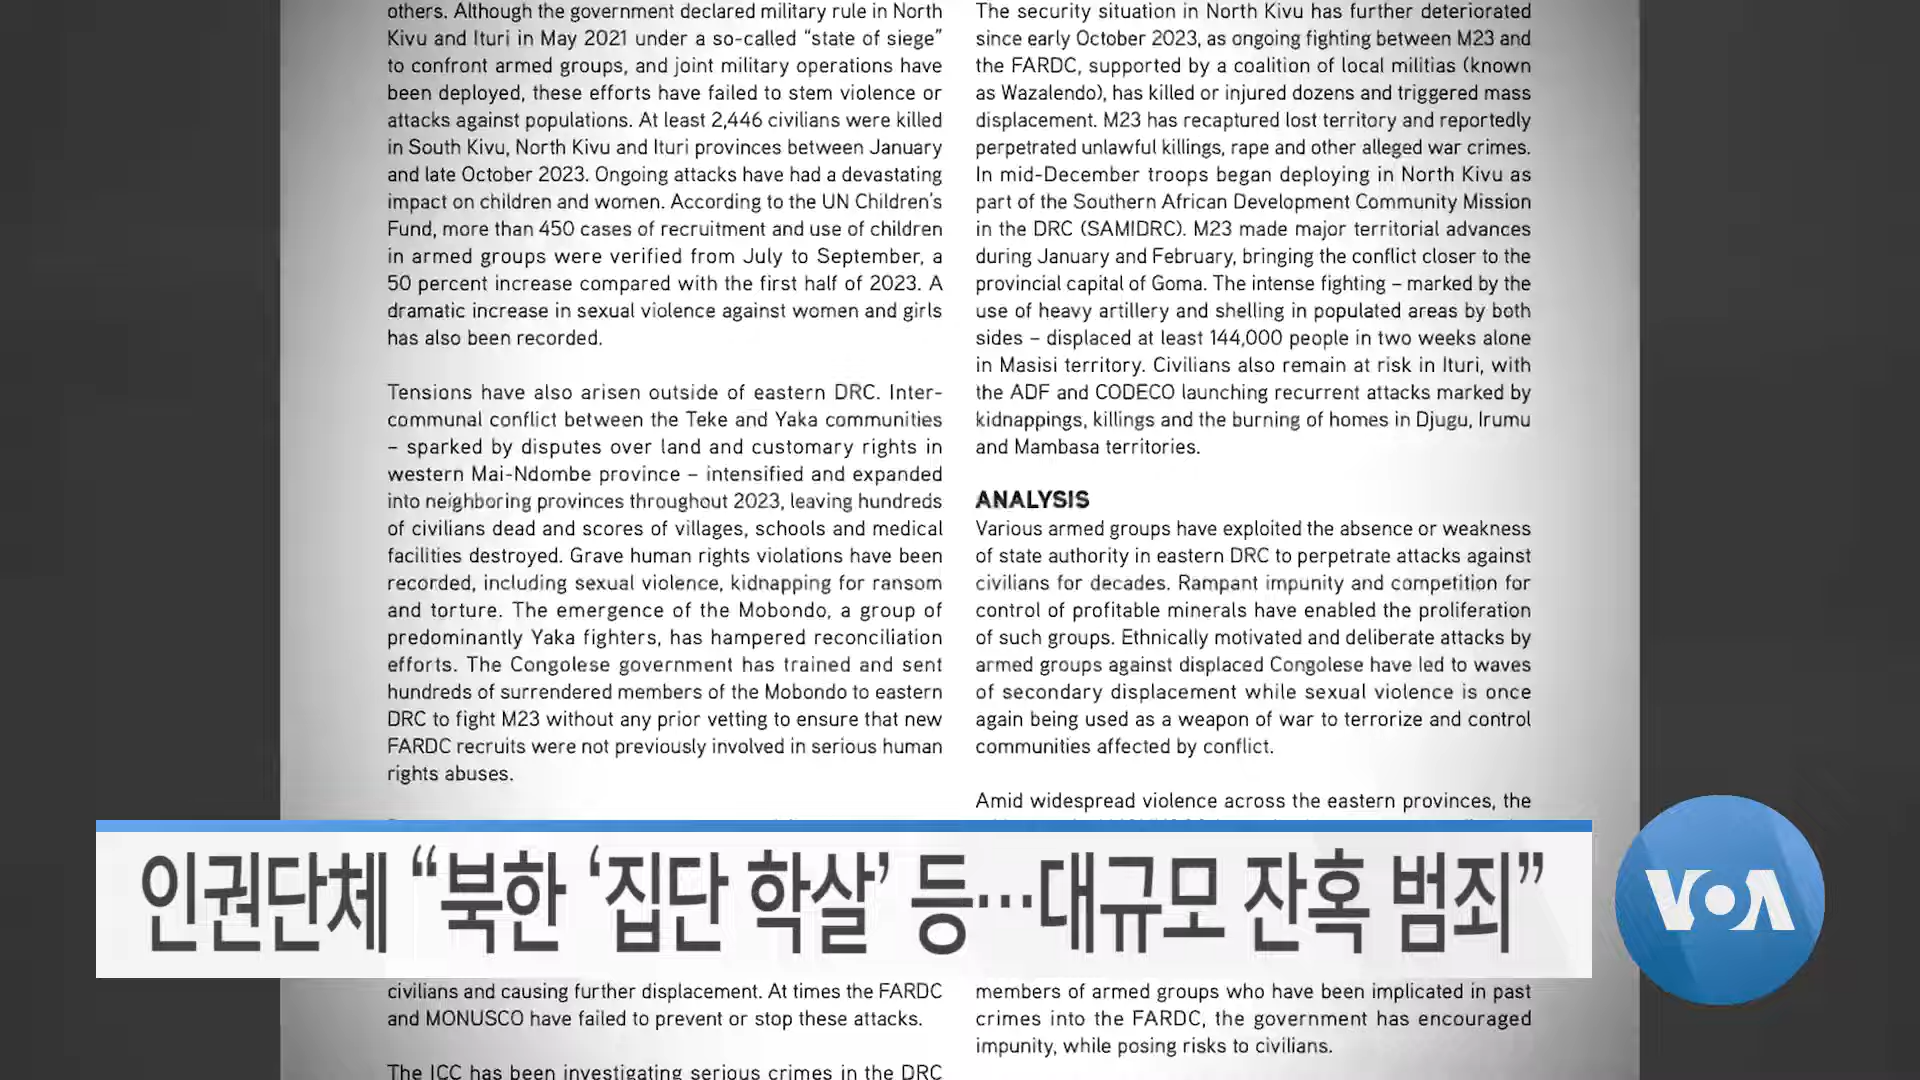 others. Although the government declared military rule in North
Kivu and Ituri in May 2021 under a so-called “state of siege”
to confront armed groups, and joint military operations have
been deployed, these efforts have failed to stem violence or
attacks against populations. At least 2,446 civilians were killed
in South Kivu, North Kivu and Ituri provinces between January
and late October 2023. Ongoing attacks have had a devastating
impact on children and women. According to the UN Children’s
Fund, more than 450 cases of recruitment and use of children
in armed groups were verified from July to September, a
50 percent increase compared with the first half of 2023. A
dramatic increase in sexual violence against women and girls
has also been recorded.
Tensions have also arisen outside of eastern DRC. Inter-
communal conflict between the Teke and Yaka communities
– sparked by disputes over land and customary rights in
western Mai-Ndombe province – intensified and expanded
into neighboring provinces throughout 2023, leaving hundreds
of civilians dead and scores of villages, schools and medical
facilities destroyed. Grave human rights violations have been
recorded, including sexual violence, kidnapping for ransom
and torture. The emergence of the Mobondo, a group of
predominantly Yaka fighters, has hampered reconciliation
efforts. The Congolese government has trained and sent
hundreds of surrendered members of the Mobondo to eastern
DRC to fight M23 without any prior vetting to ensure that new
FARDC recruits were not previously involved in serious human
rights abuses.
civilians and causing further displacement. At times the FARDC
and MONUSCO have failed to prevent or stop these attacks.
The ICC has been investigating serious crimes in the DRC
The security situation in North Kivu has further deteriorated
since early October 2023, as ongoing fighting between M23 and
the FARDC, supported by a coalition of local militias (known
as Wazalendo), has killed or injured dozens and triggered mass
displacement. M23 has recaptured lost territory and reportedly
perpetrated unlawful killings, rape and other alleged war crimes.
In mid-December troops began deploying in North Kivu as
part of the Southern African Development Community Mission
in the DRC (SAMIDRC). M23 made major territorial advances
during January and February, bringing the conflict closer to the
provincial capital of Goma. The intense fighting – marked by the
use of heavy artillery and shelling in populated areas by both
sides – displaced at least 144,000 people in two weeks alone
in Masisi territory. Civilians also remain at risk in Ituri, with
the ADF and CODECO launching recurrent attacks marked by
kidnappings, killings and the burning of homes in Djugu, Irumu
and Mambasa territories.
ANALYSIS
Various armed groups have exploited the absence or weakness
of state authority in eastern DRC to perpetrate attacks against
civilians for decades. Rampant impunity and competition for
control of profitable minerals have enabled the proliferation
of such groups. Ethnically motivated and deliberate attacks by
armed groups against displaced Congolese have led to waves
of secondary displacement while sexual violence is once
again being used as a weapon of war to terrorize and control
communities affected by conflict.
Amid widespread violence across the eastern provinces, the
members of armed groups who have been implicated in past
crimes into the FARDC, the government has encouraged
impunity, while posing risks to civilians.
인권단체 “북한 ‘집단 학살’ 등…대규모 잔혹 범죄”
VOA